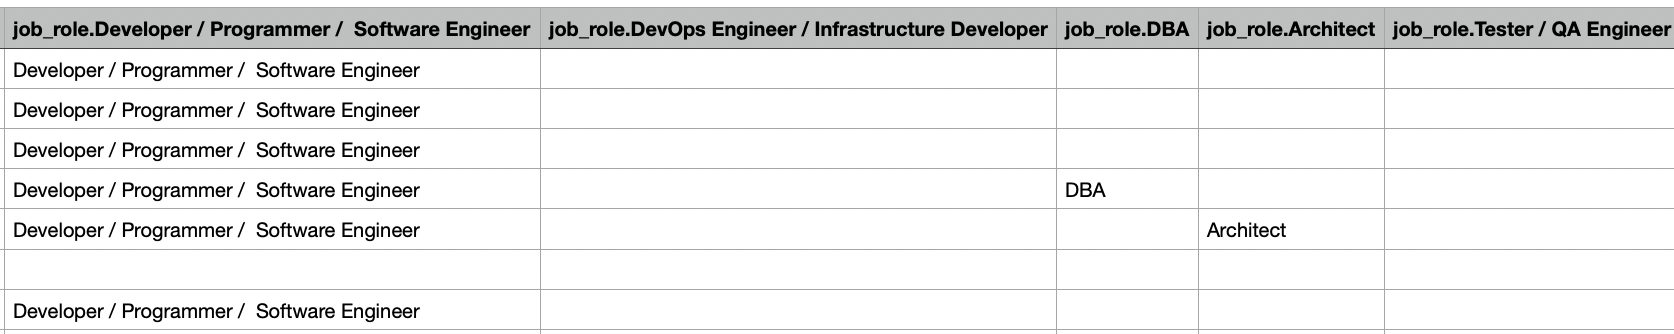 job_role.Developer / Programmer /  Software Engineer job_role.DevOps Engineer / Infrastructure Developer job_role.DBA job_role.Architect job_role.Tester / QA Engineer
Developer / Programmer /  Software Engineer
Developer / Programmer /  Software Engineer
Developer / Programmer /  Software Engineer
Developer / Programmer /  Software Engineer DBA
Developer / Programmer /  Software Engineer Architect
Developer / Programmer /  Software Engineer